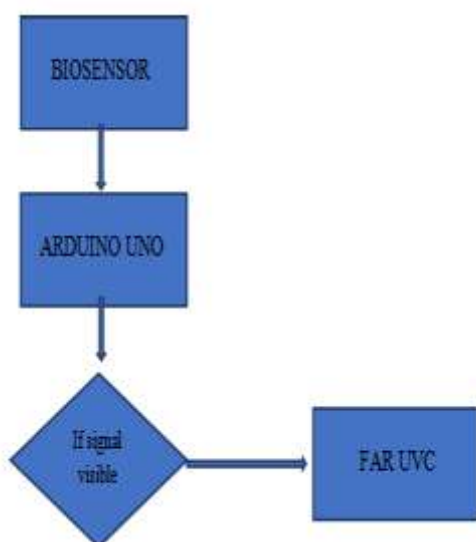 BIOSENSOR
ARDUINO UNO
If signal
visible
FAR UVC